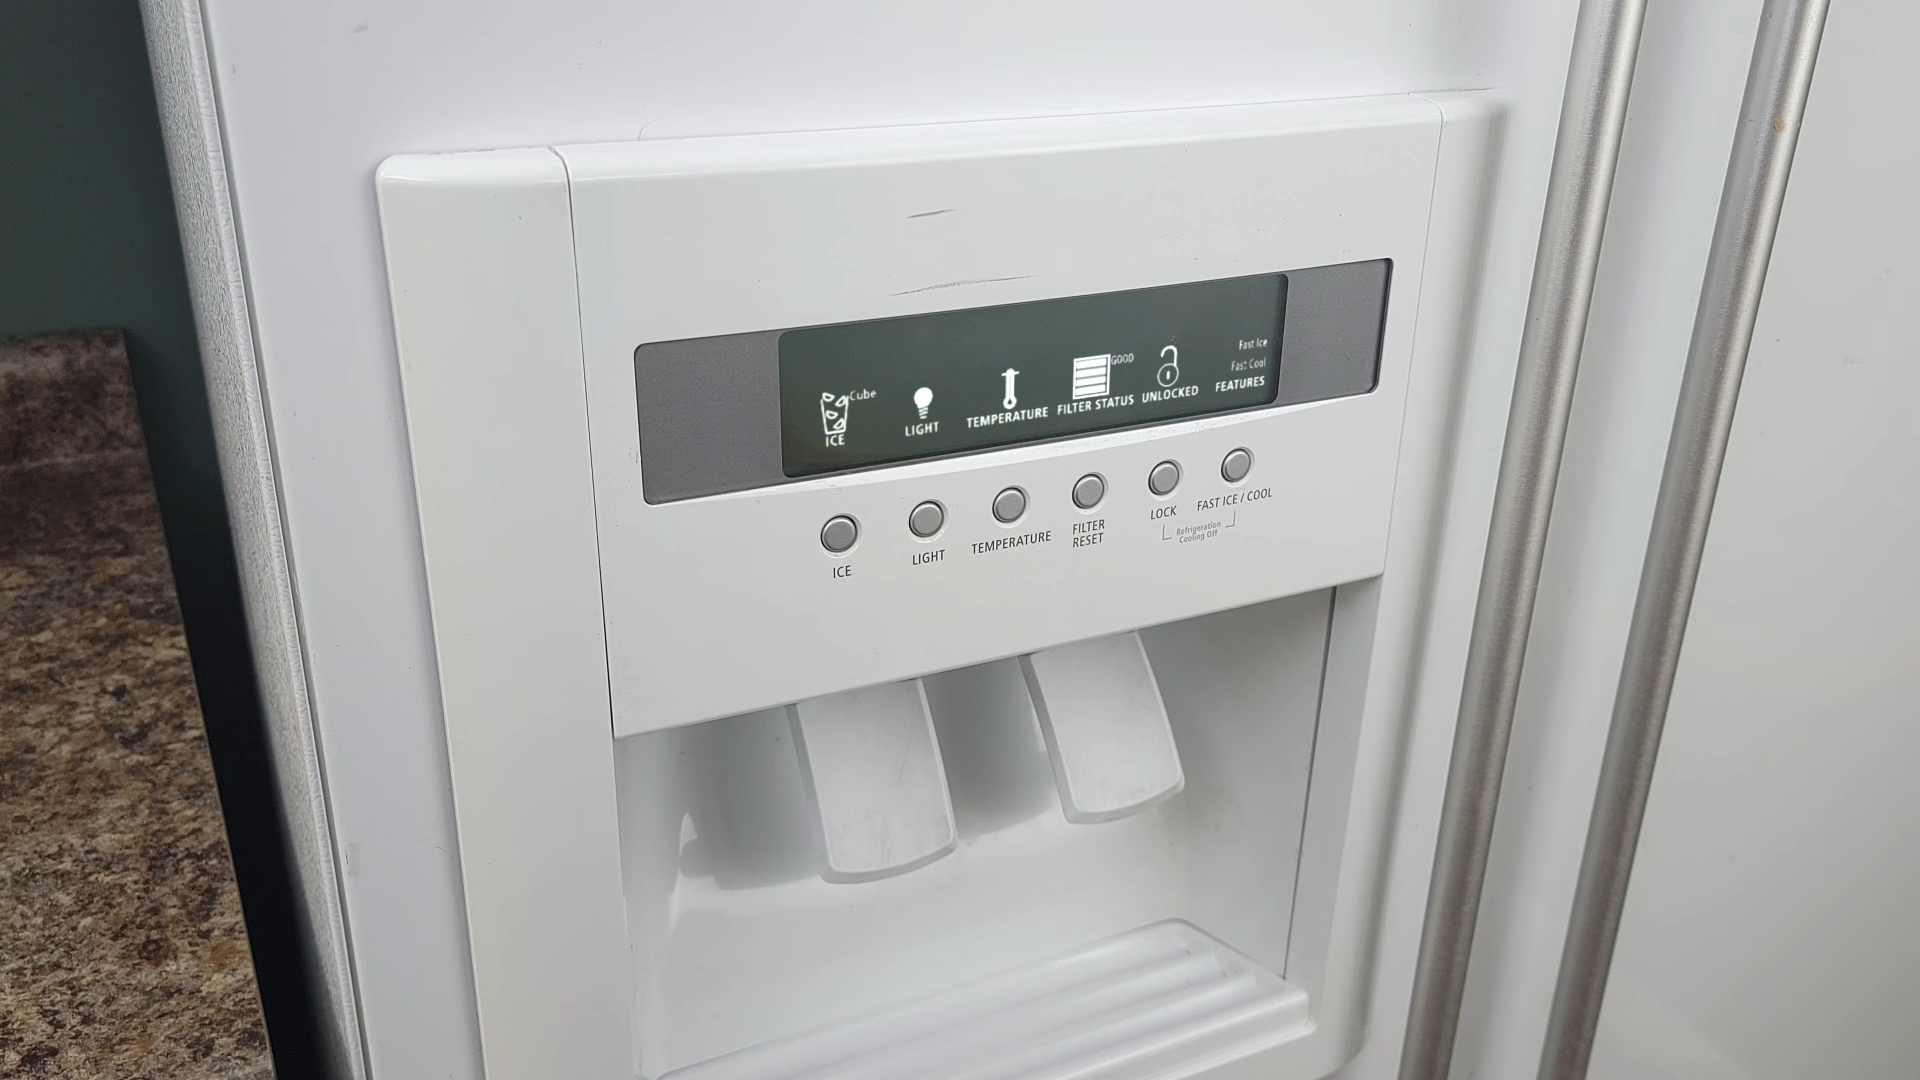 Cube
ICE
LIGHT
TEMPERATURE
GOOD
FILTER STATUS
UNLOCKED
Fast Ice
Fast Cool
FEATURES
ICE
LIGHT
TEMPERATURE
FILTER
RESET
LOCK
FAST ICE / COOL
Refrigeration
Cooling Off